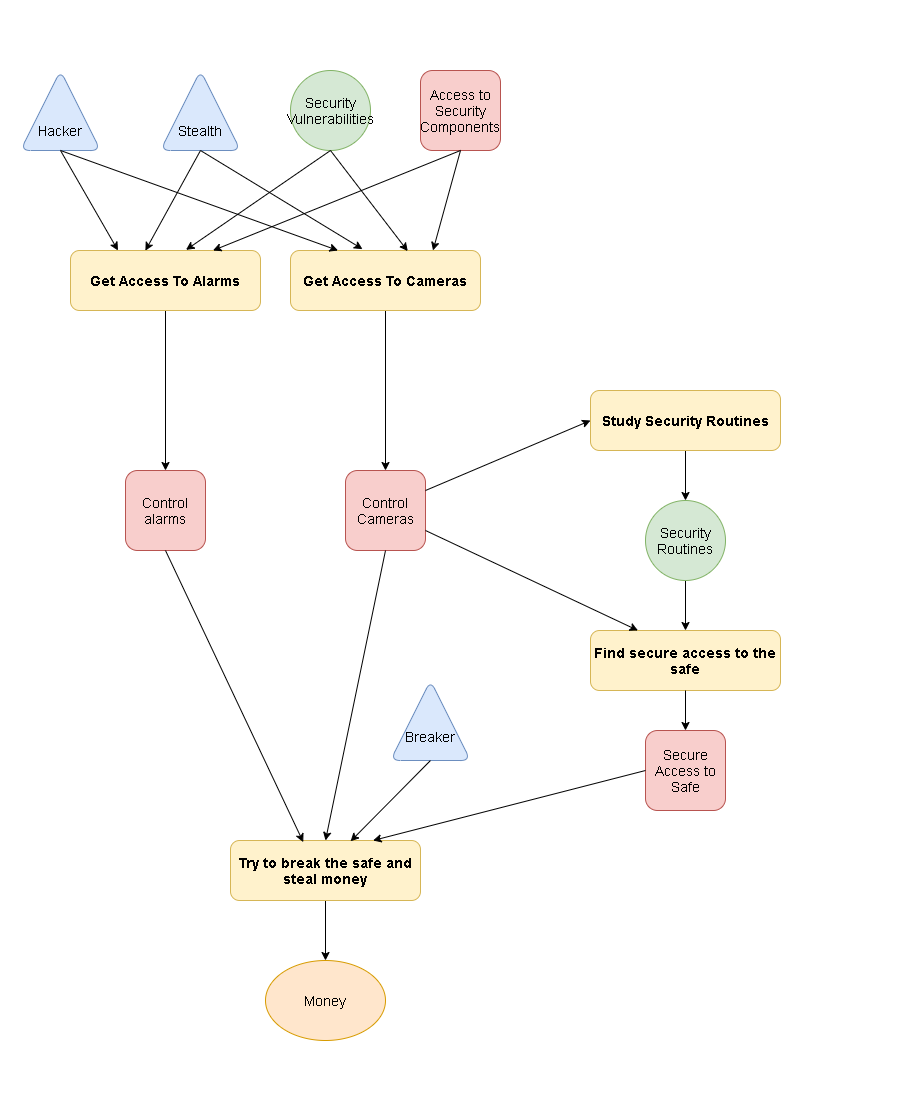 Hacker
Stealth
Security
Vulnerabilities
Access to
Security
Components
Get Access To Alarms
Get Access To Cameras
Study Security Routines
Control
alarms
Control
Cameras
Security
Routines
Find secure access to the
safe
Breaker
Secure
Access to
Safe
Try to break the safe and
steal money
Money